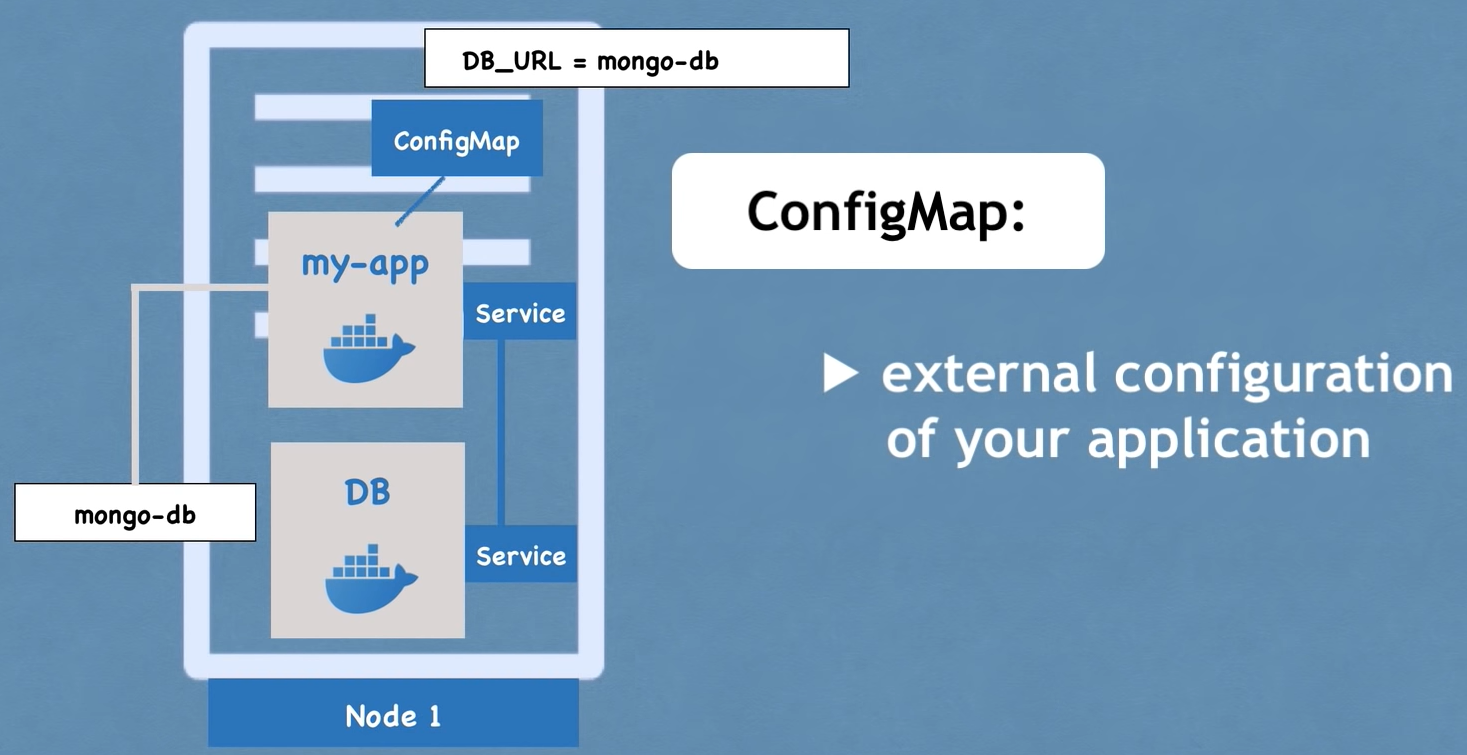 DB_URL = mongo-db
ConfigMap
my-app
Service
mongo-db
DB
Service
Node 1
ConfigMap:
external configuration
of your application